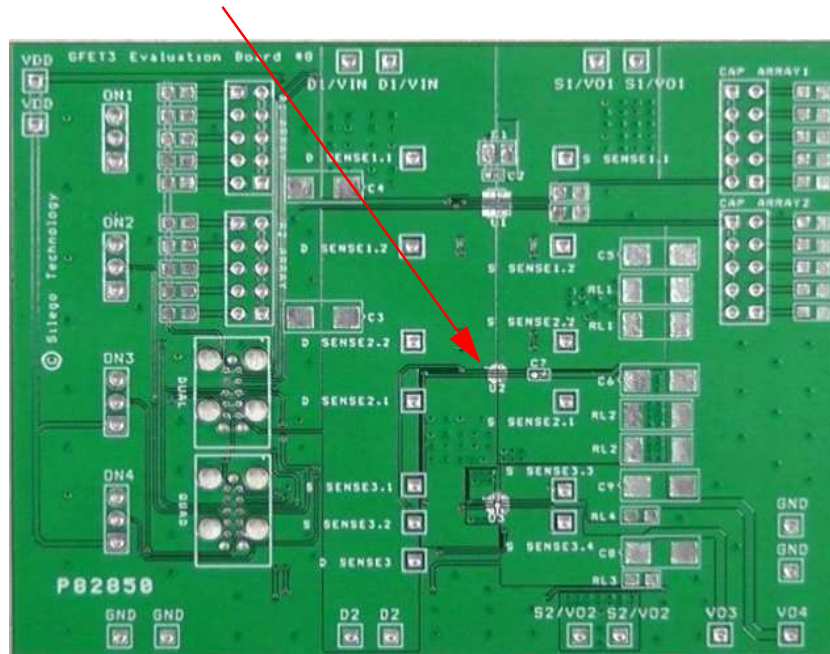 GFET3 Evaluation Board
VDD
VDD
D1/VIN D1/VIN
S1/VO1 S1/VO1
CAP ARRAY1
ON1
D SENSE1.1
C2
S SENSE1.1
C4
U1
CAP ARRAY2
ON2
ARRAY
D SENSE1.2
S SENSE1.2
C5
RL1
C3
S SENSE2.2
RL1
D SENSE2.2
© Silego Technology
DUAL
C7
C6
U2
ON3
D SENSE2.1
S SENSE2.1
RL2
RL2
S SENSE3.3
ON4
QUAD
S SENSE3.1
C9
U3
GND
S SENSE3.2
RL4
S SENSE3.4
C8
D SENSE3
GND
RL3
P82850
GND GND
D2 D2
S2/VO2 S2/VO2
VO3
VO4